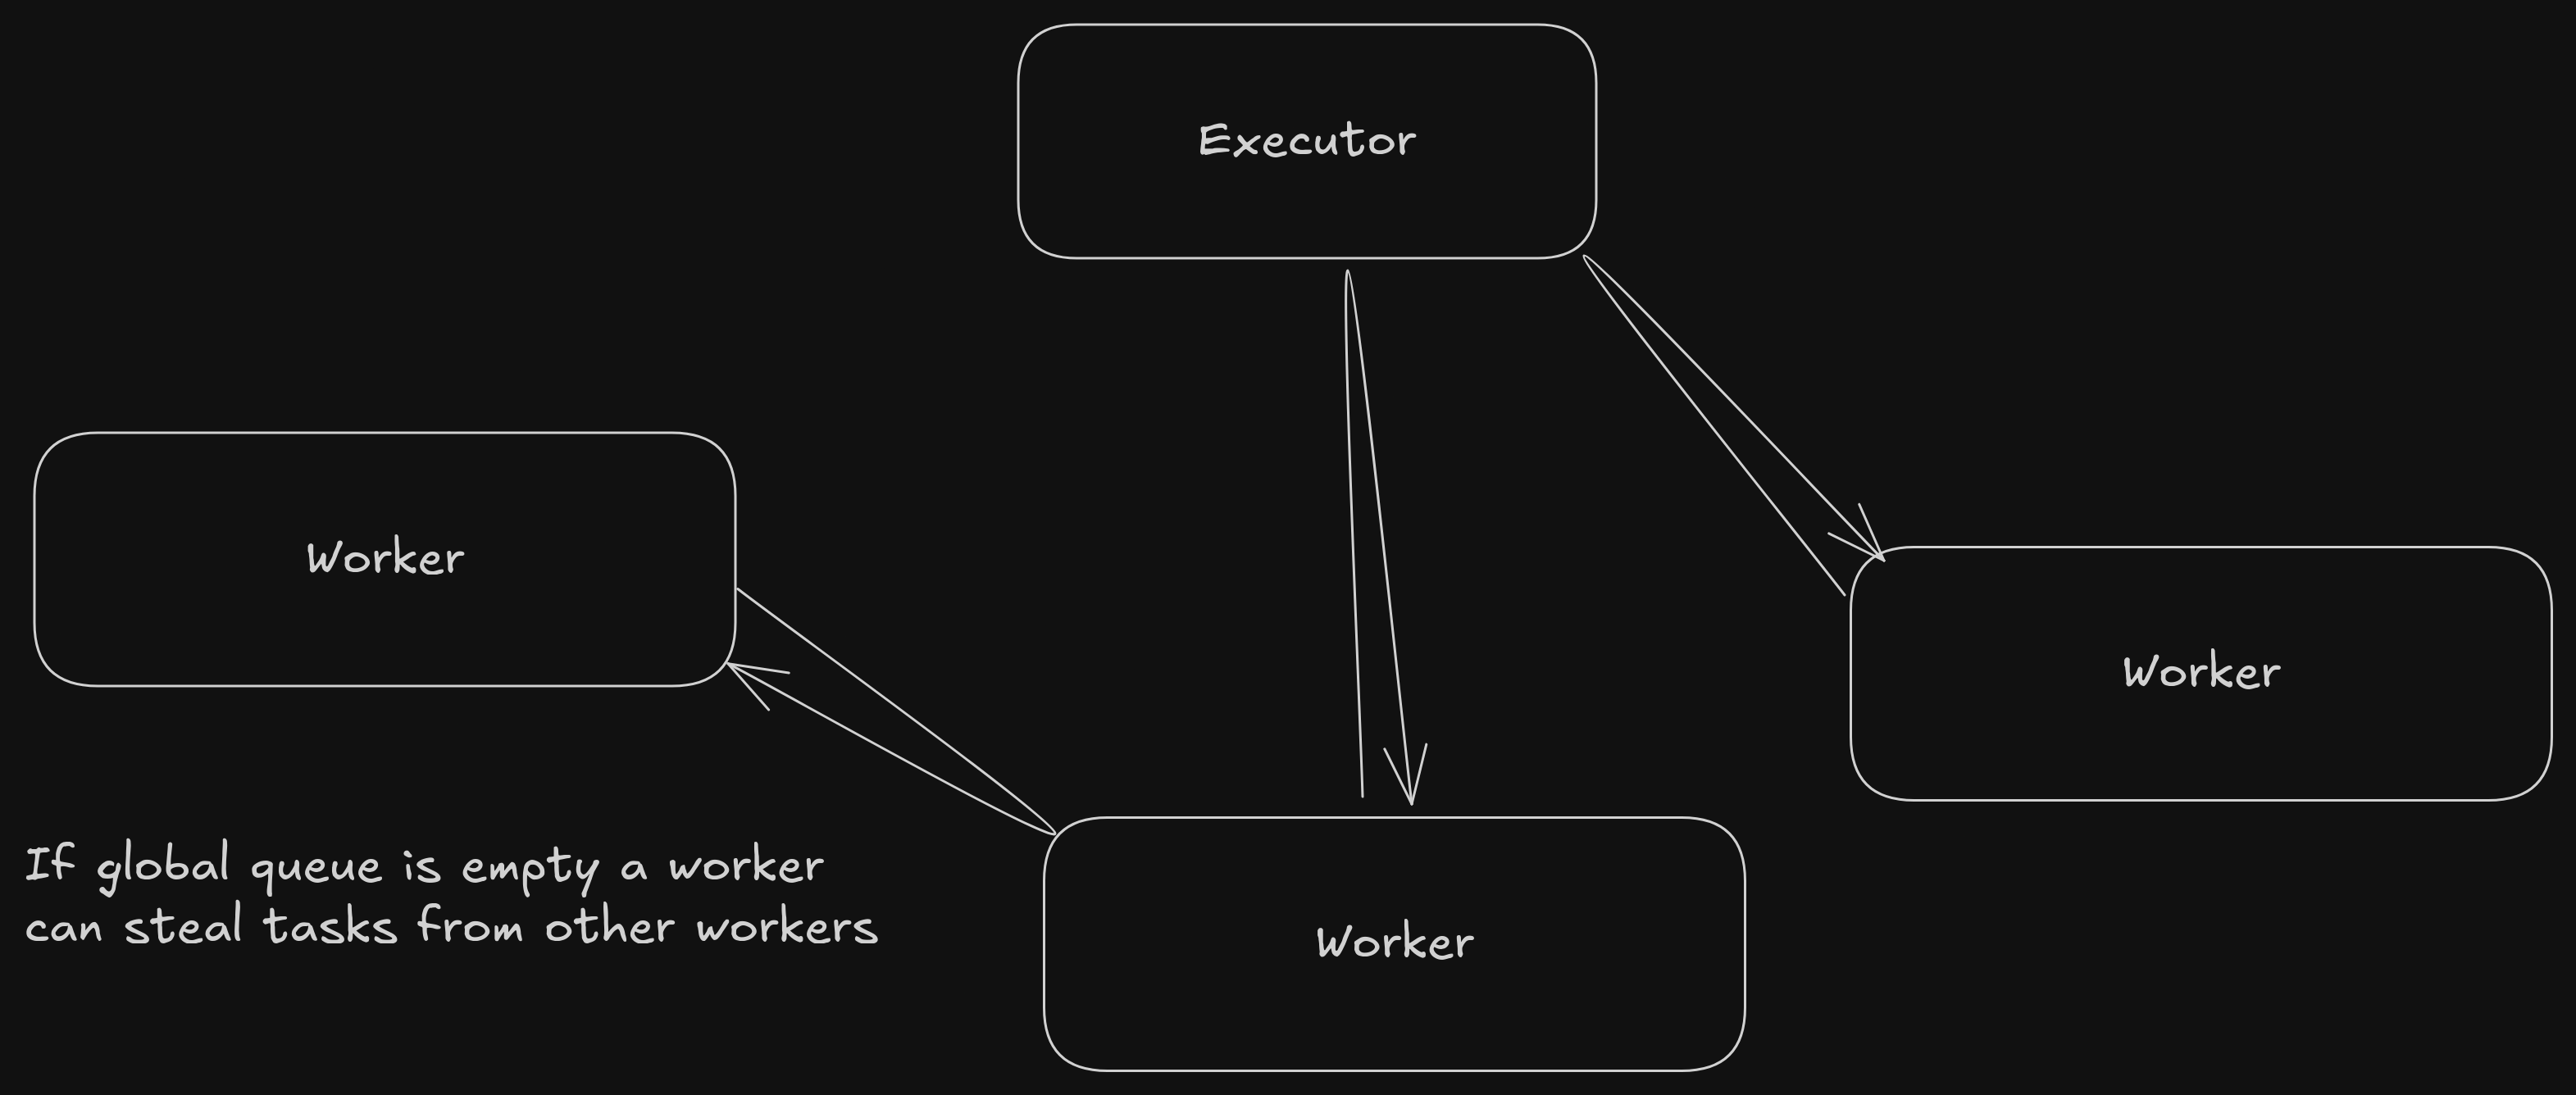 Executor
Worker
Worker
If global queue is empty a worker
can steal tasks from other workers
Worker